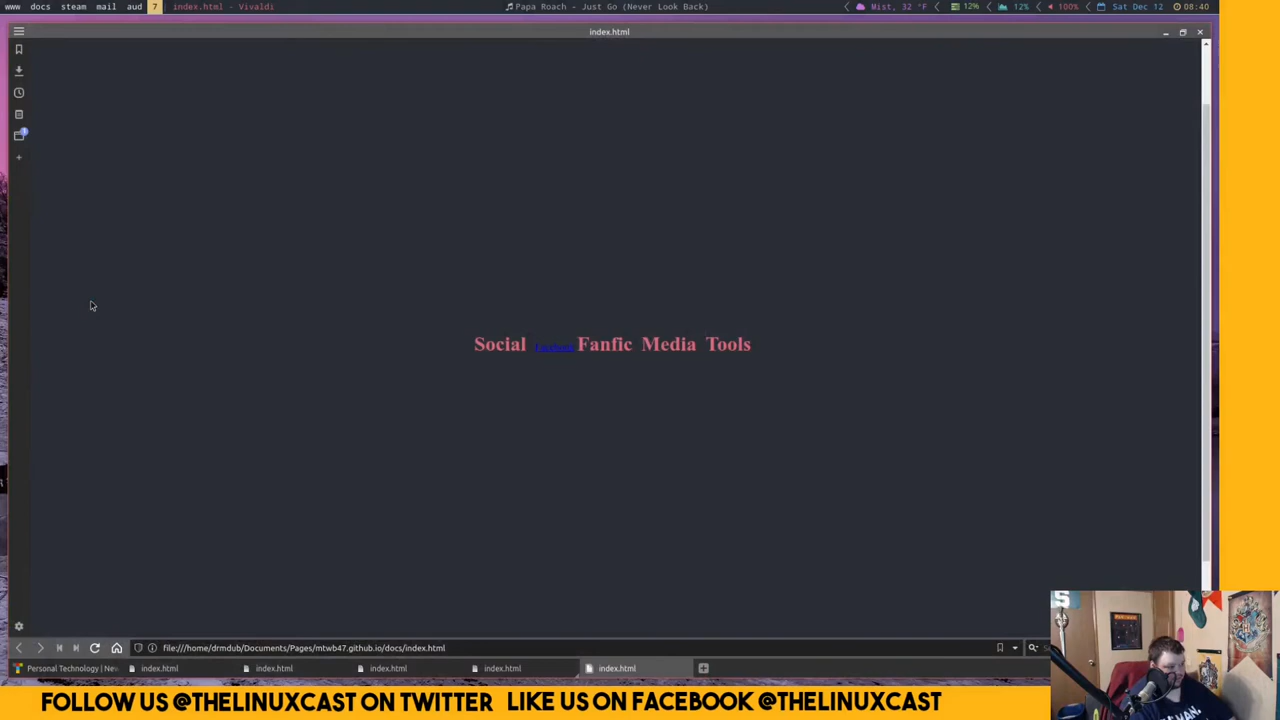 www docs steam mail aud 7 index.html - Vivaldi Papa Roach - Just Go (Never Look Back) Mist, 32 °F 12% 12% 100% Sat Dec 12 08:40
index.html
Social Facebook Fanfic Media Tools
file:///home/drmdub/Documents/Pages/mtwb47.github.io/docs/index.html
Personal Technology | Ne index.html index.html index.html index.html index.html
FOLLOW US @THELINUXCAST ON TWITTER LIKE US ON FACEBOOK @THELINUXCAST